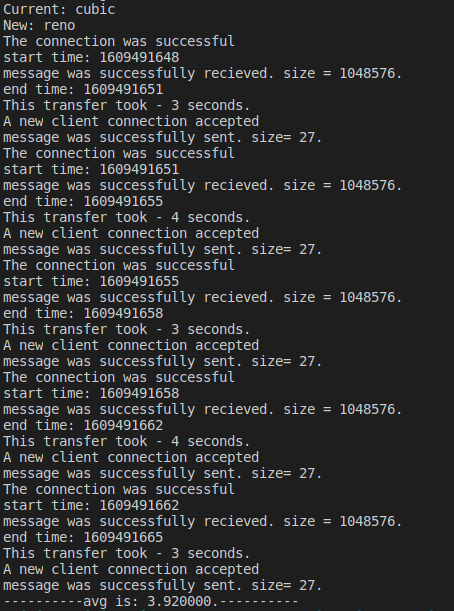 Current: cubic
New: reno
The connection was successful
start time: 1609491648
message was successfully recieved. size = 1048576.
end time: 1609491651
This transfer took - 3 seconds.
A new client connection accepted
message was successfully sent. size= 27.
The connection was successful
start time: 1609491651
message was successfully recieved. size = 1048576.
end time: 1609491655
This transfer took - 4 seconds.
A new client connection accepted
message was successfully sent. size= 27.
The connection was successful
start time: 1609491655
message was successfully recieved. size = 1048576.
end time: 1609491658
This transfer took - 3 seconds.
A new client connection accepted
message was successfully sent. size= 27.
The connection was successful
start time: 1609491658
message was successfully recieved. size = 1048576.
end time: 1609491662
This transfer took - 4 seconds.
A new client connection accepted
message was successfully sent. size= 27.
The connection was successful
start time: 1609491662
message was successfully recieved. size = 1048576.
end time: 1609491665
This transfer took - 3 seconds.
A new client connection accepted
message was successfully sent. size= 27.
----------avg is: 3.920000.----------